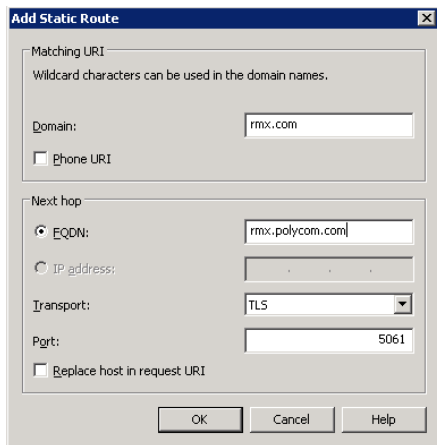 Add Static Route
Matching URI
Wildcard characters can be used in the domain names.
Domain: rmx.com
Phone URI
Next hop
FQDN: rmx.polycom.com
IP address: . . .
Transport: TLS
Port: 5061
Replace host in request URI
OK Cancel Help